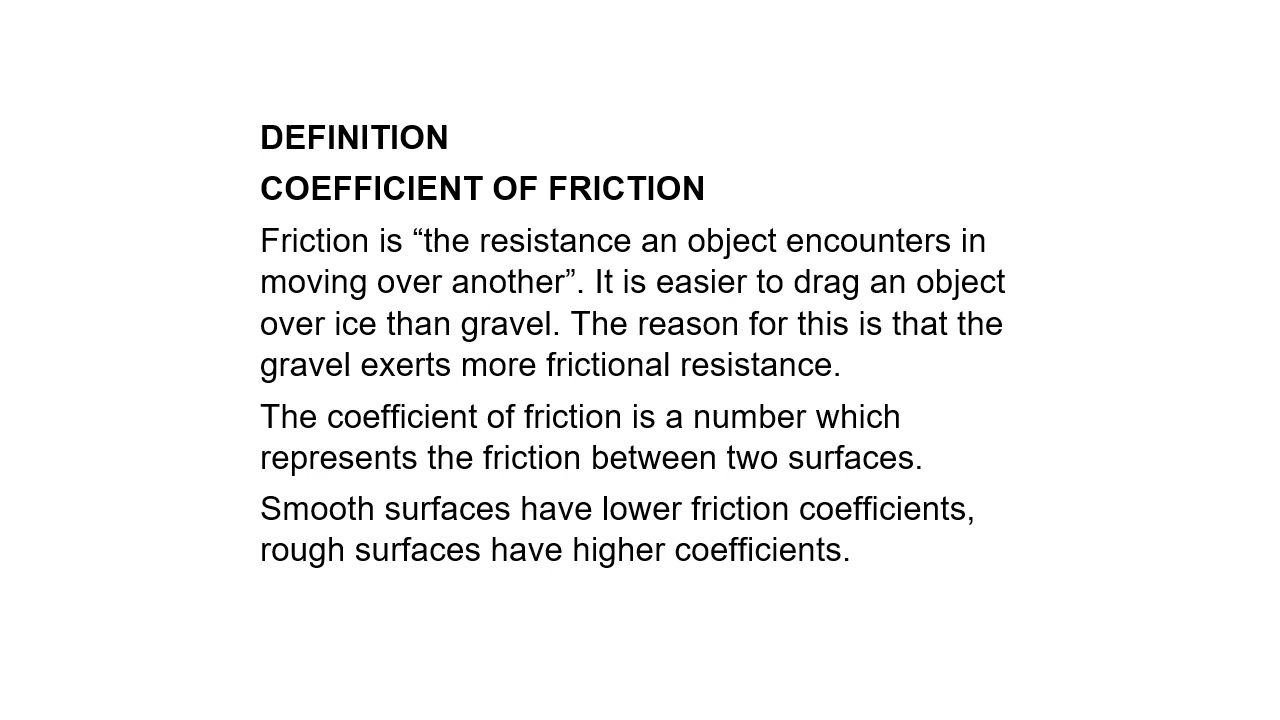 DEFINITION
COEFFICIENT OF FRICTION
Friction is “the resistance an object encounters in
moving over another”. It is easier to drag an object
over ice than gravel. The reason for this is that the
gravel exerts more frictional resistance.
The coefficient of friction is a number which
represents the friction between two surfaces.
Smooth surfaces have lower friction coefficients,
rough surfaces have higher coefficients.